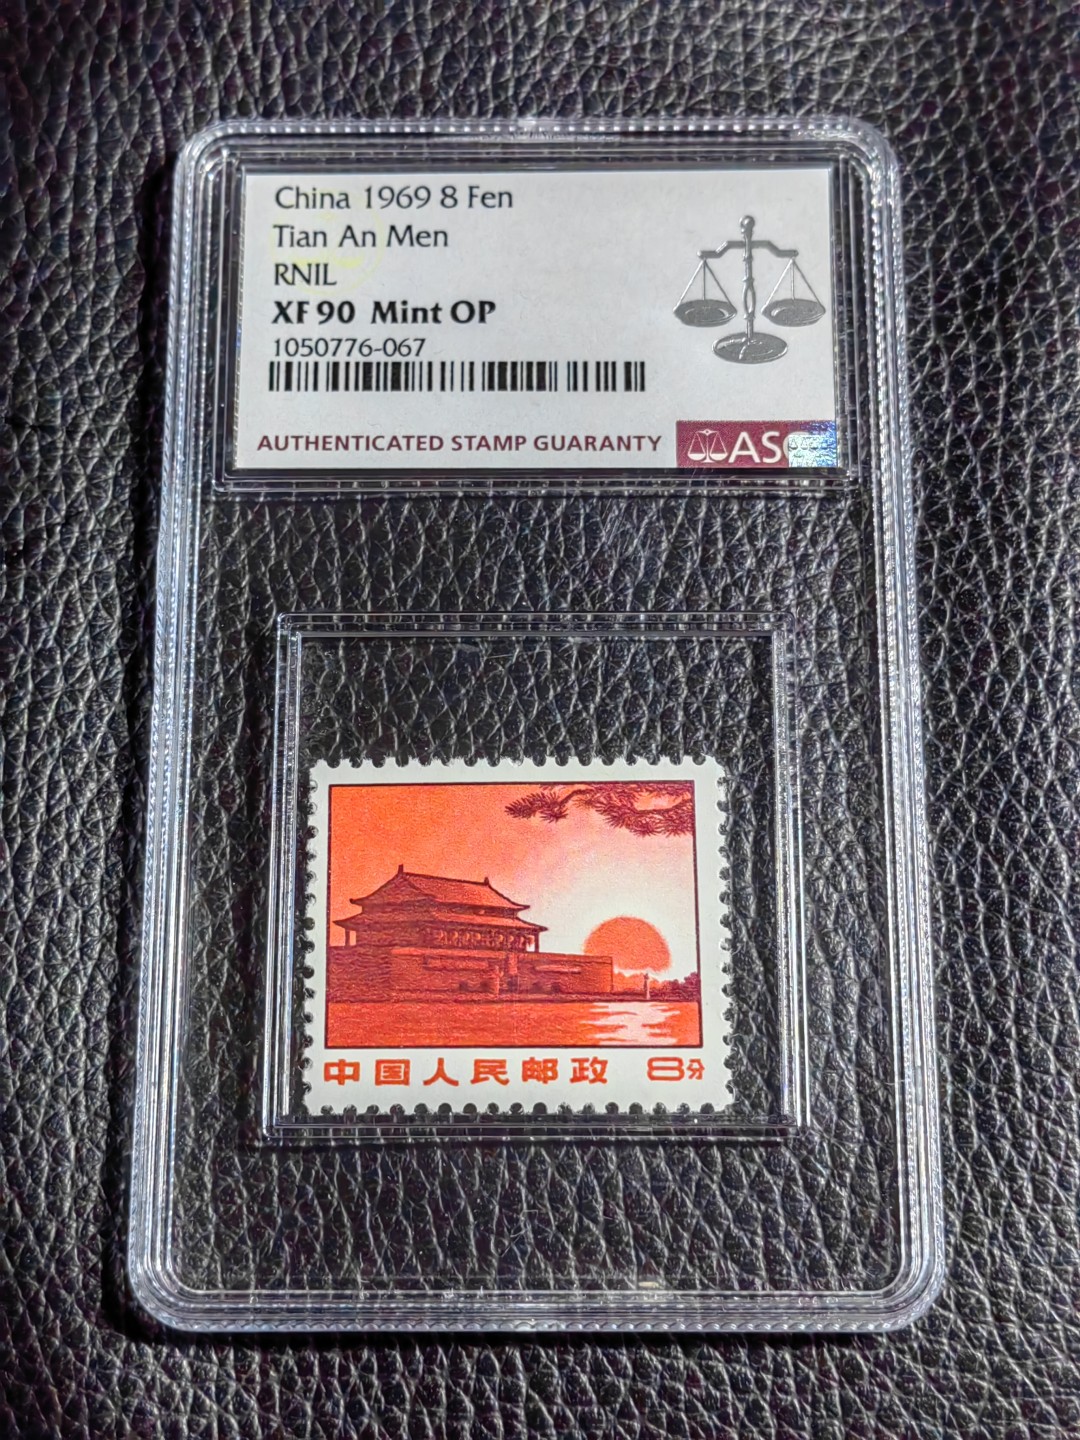 China 1969 8 Fen
Tian An Men
RNIL
XF 90 Mint OP
1050776-067
AUTHENTICATED STAMP GUARANTY
中国人民邮政 8分